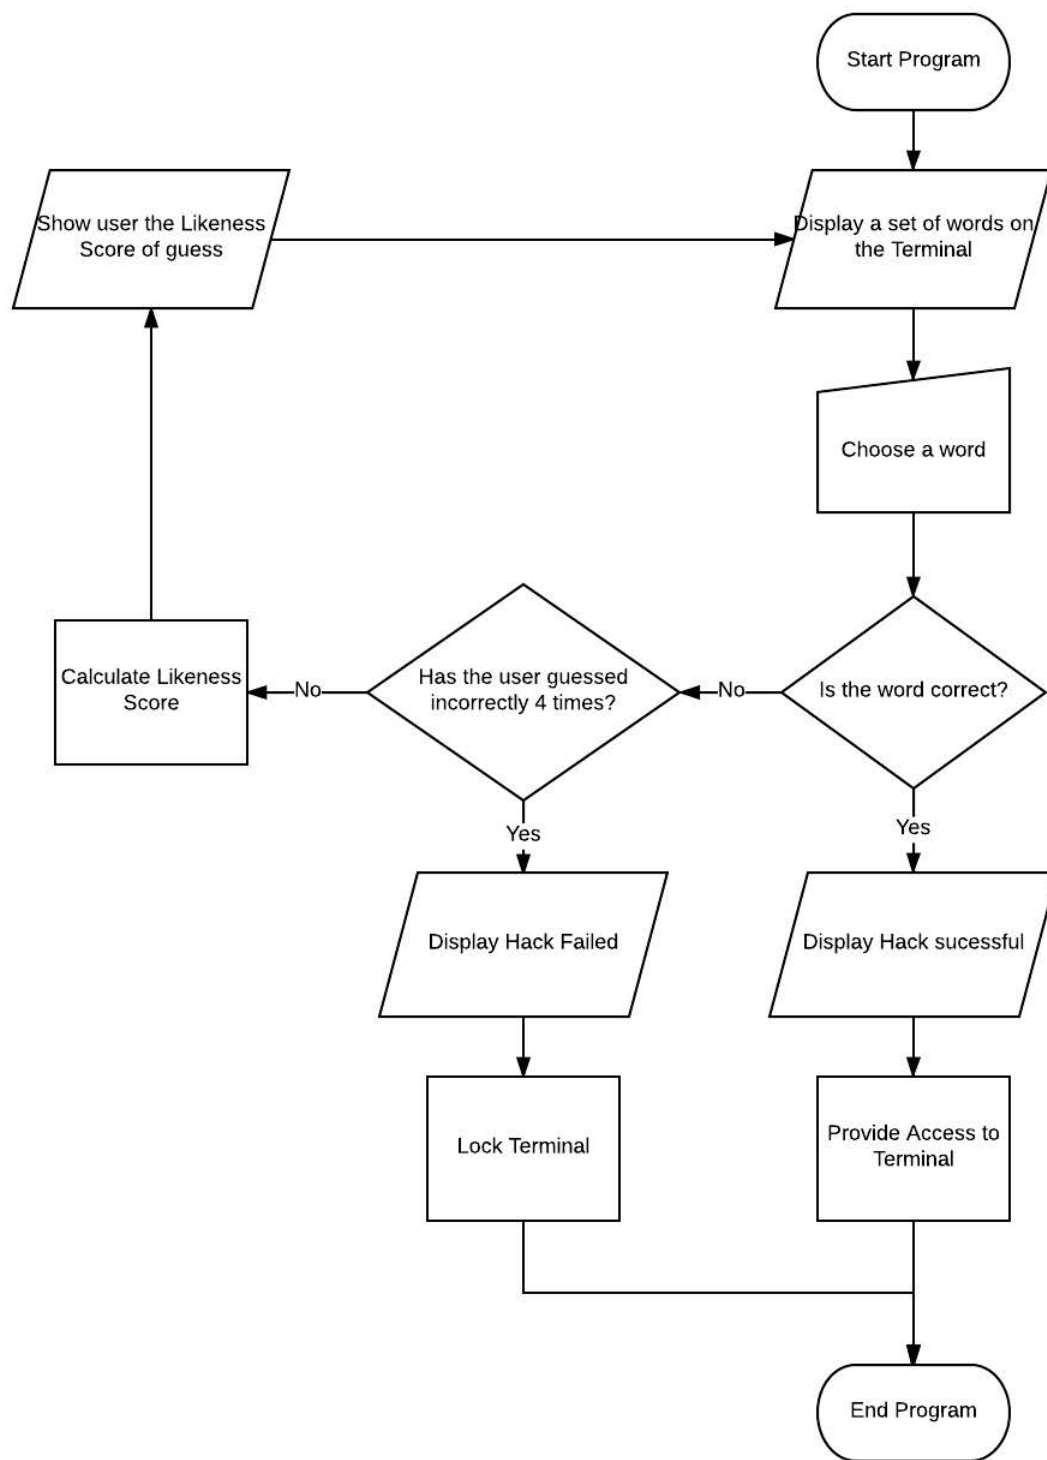 Start Program
Show user the Likeness
Score of guess
Display a set of words on
the Terminal
Choose a word
Calculate Likeness
Score
No
Has the user guessed
incorrectly 4 times?
No
Is the word correct?
Yes
Yes
Display Hack Failed
Display Hack sucessful
Lock Terminal
Provide Access to
Terminal
End Program